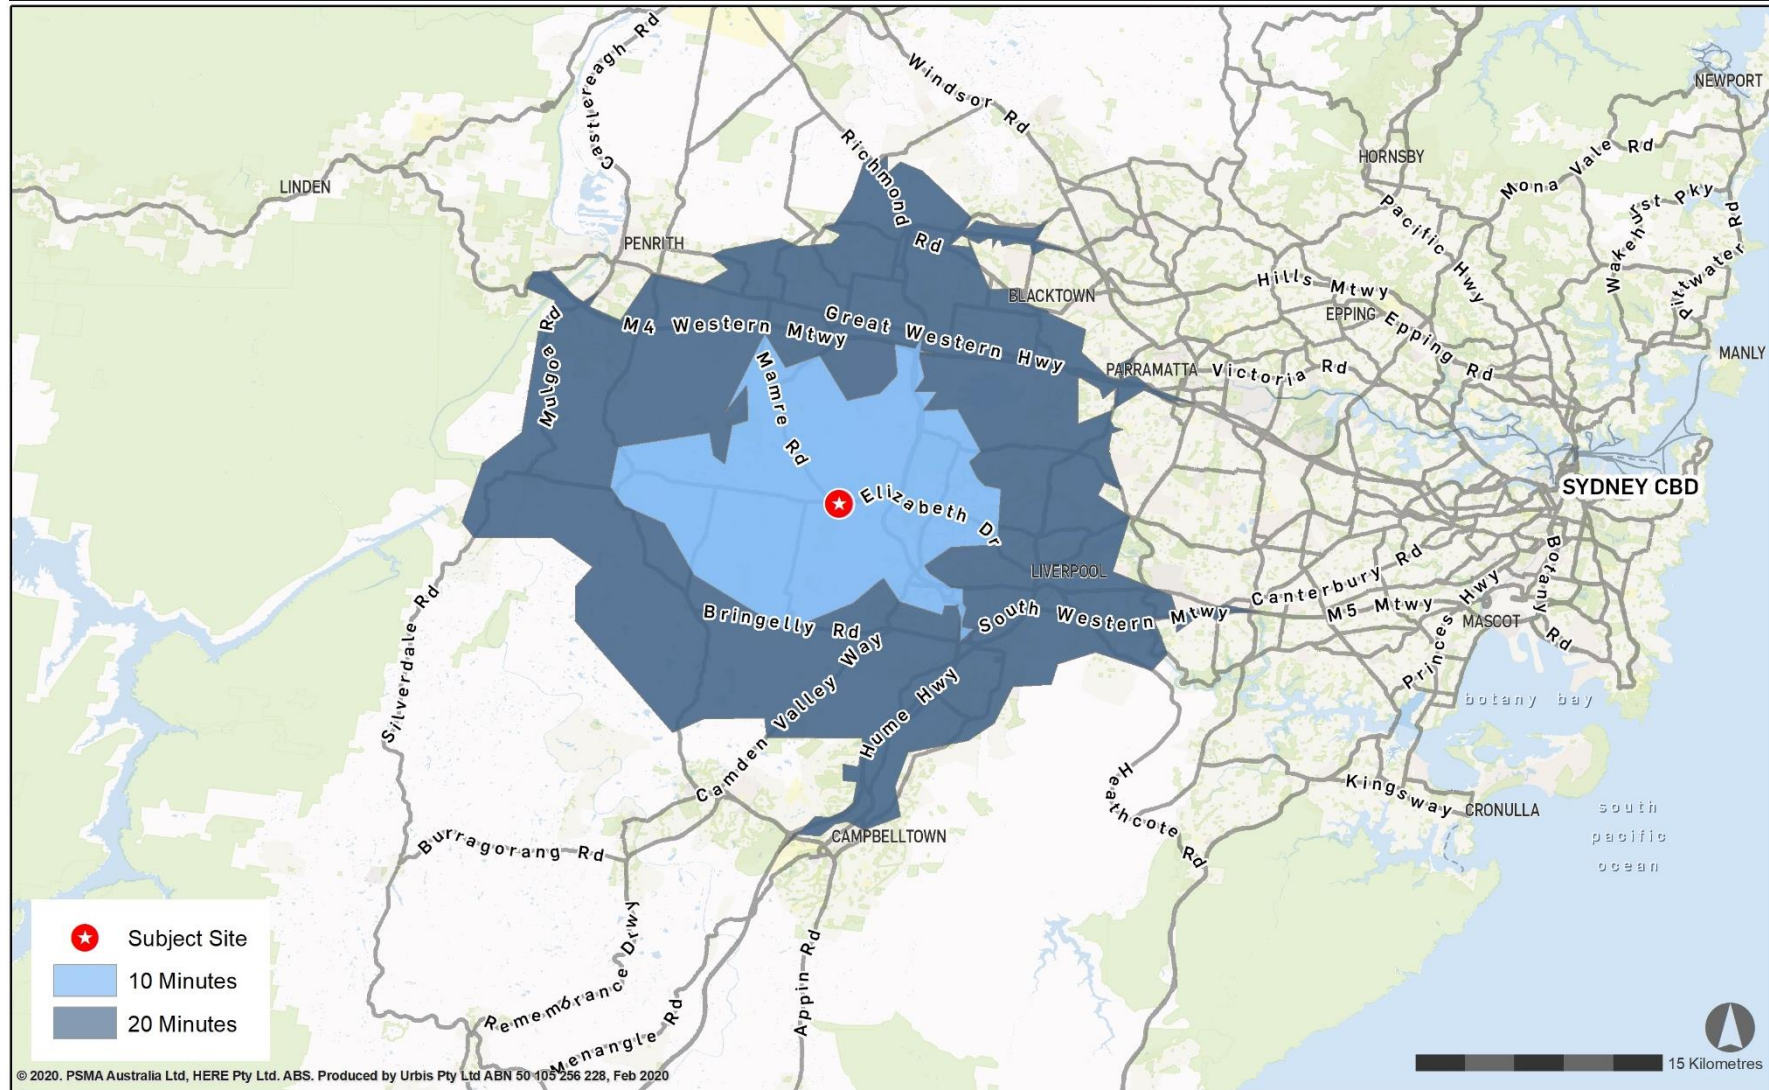 Castlereagh Rd
Windsor Rd
NEWPORT
Richmond Rd
HORNSBY
Mona Vale Rd
LINDEN
Pacific Hwy
Wakehurst Pky
Pittwater Rd
PENRITH
BLACKTOWN
Hills Mtwy
EPPING
Epping Rd
M4 Western Mtwy
Great Western Hwy
MANLY
PARRAMATTA
Victoria Rd
Mulgoa Rd
Mamre Rd
Elizabeth Dr
SYDNEY CBD
LIVERPOOL
Botany Rd
Canterbury Rd
Silverdale Rd
Bringelly Rd
South Western Mtwy
M5 Mtwy
Princes Hwy
MASCOT
Camden Valley Way
Hume Hwy
botany bay
Heathcote Rd
Kingsway
CRONULLA
south
pacific
ocean
Burragorang Rd
CAMPBELLTOWN
Remembrance Drwy
Menangle Rd
Appin Rd
Subject Site
10 Minutes
20 Minutes
15 Kilometres
© 2020. PSMA Australia Ltd, HERE Pty Ltd. ABS. Produced by Urbis Pty Ltd ABN 50 105 256 228, Feb 2020